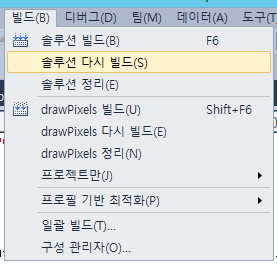 빌드(B) 디버그(D) 팀(M) 데이터(A) 도구(T)
솔루션 빌드(B) F6
솔루션 다시 빌드(S)
솔루션 정리(E)
drawPixels 빌드(U) Shift+F6
drawPixels 다시 빌드(E)
drawPixels 정리(N)
프로젝트만(J)
프로필 기반 최적화(P)
일괄 빌드(T)...
구성 관리자(O)...